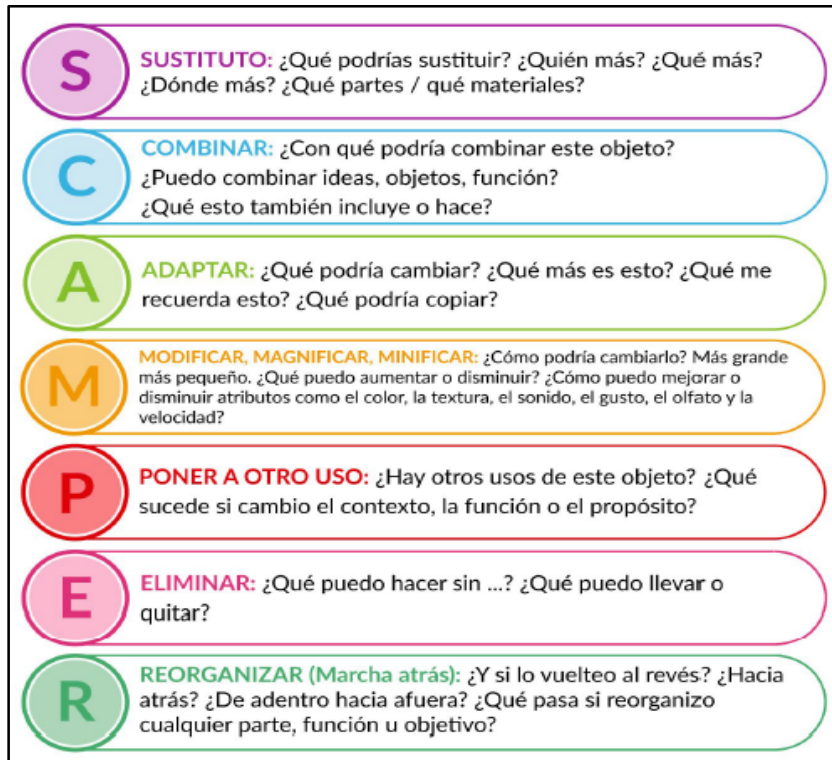 S
SUSTITUTO: ¿Qué podrías sustituir? ¿Quién más? ¿Qué más?
¿Dónde más? ¿Qué partes / qué materiales?
C
COMBINAR: ¿Con qué podría combinar este objeto?
¿Puedo combinar ideas, objetos, función?
¿Qué esto también incluye o hace?
A
ADAPTAR: ¿Qué podría cambiar? ¿Qué más es esto? ¿Qué me
recuerda esto? ¿Qué podría copiar?
M
MODIFICAR, MAGNIFICAR, MINIFICAR: ¿Cómo podría cambiarlo? Más grande
más pequeño. ¿Qué puedo aumentar o disminuir? ¿Cómo puedo mejorar o
disminuir atributos como el color, la textura, el sonido, el gusto, el olfato y la
velocidad?
P
PONER A OTRO USO: ¿Hay otros usos de este objeto? ¿Qué
sucede si cambio el contexto, la función o el propósito?
E
ELIMINAR: ¿Qué puedo hacer sin ...? ¿Qué puedo llevar o
quitar?
R
REORGANIZAR (Marcha atrás): ¿Y si lo vuelteo al revés? ¿Hacia
atrás? ¿De adentro hacia afuera? ¿Qué pasa si reorganizo
cualquier parte, función u objetivo?